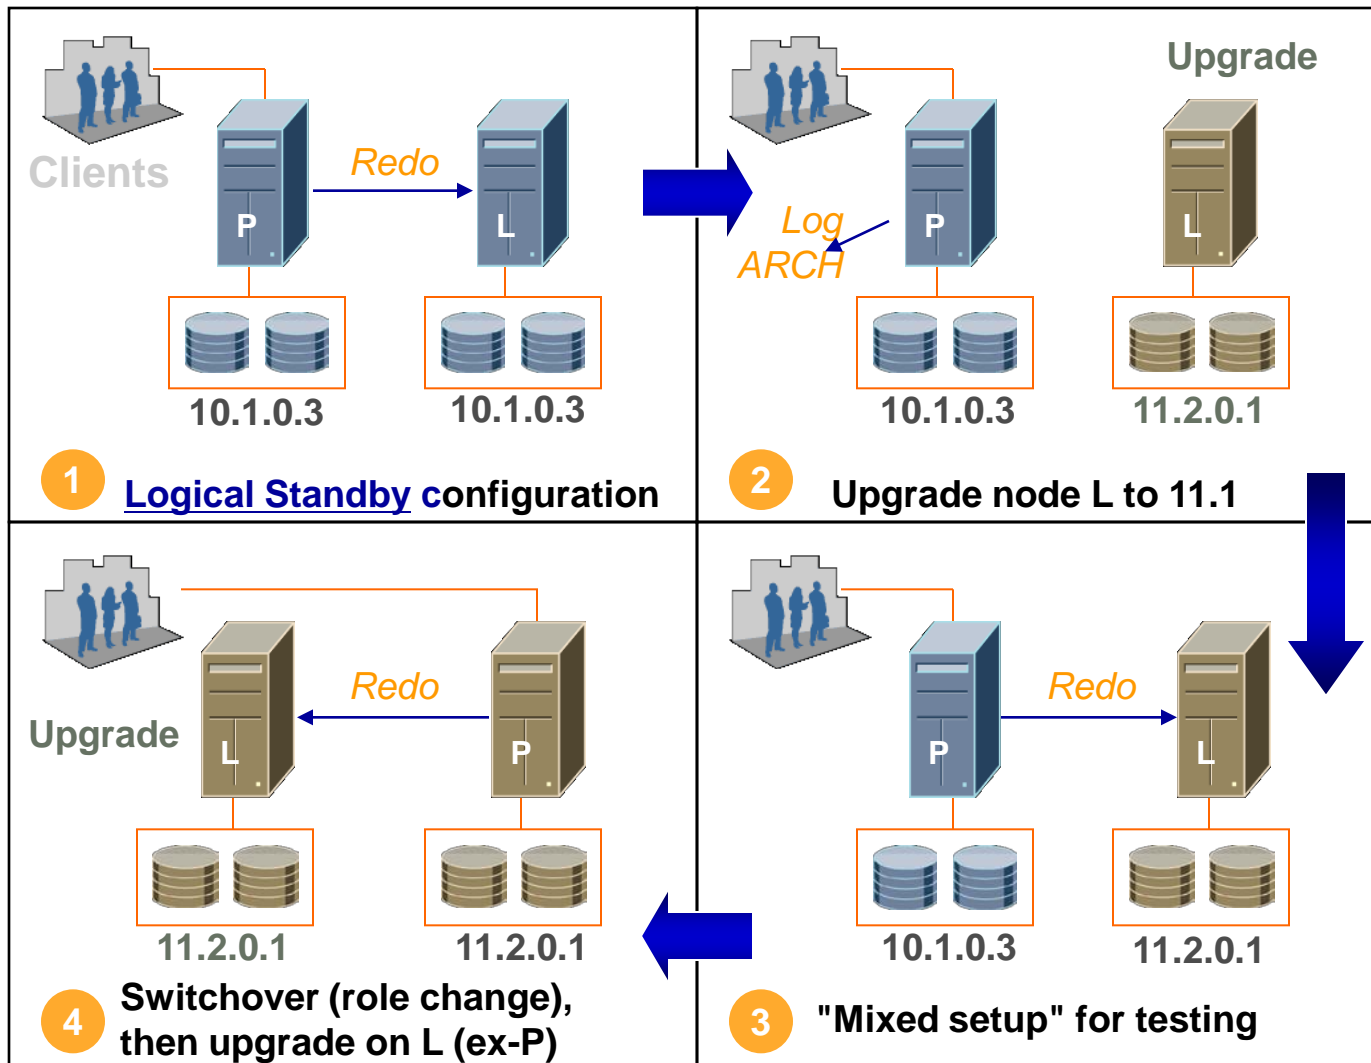 Clients
Redo
P
L
10.1.0.3
10.1.0.3
1
Logical Standby configuration
Upgrade
Log
ARCH
P
L
10.1.0.3
11.2.0.1
2
Upgrade node L to 11.1
Upgrade
Redo
L
P
11.2.0.1
11.2.0.1
4
Switchover (role change),
then upgrade on L (ex-P)
Redo
P
L
10.1.0.3
11.2.0.1
3
"Mixed setup" for testing